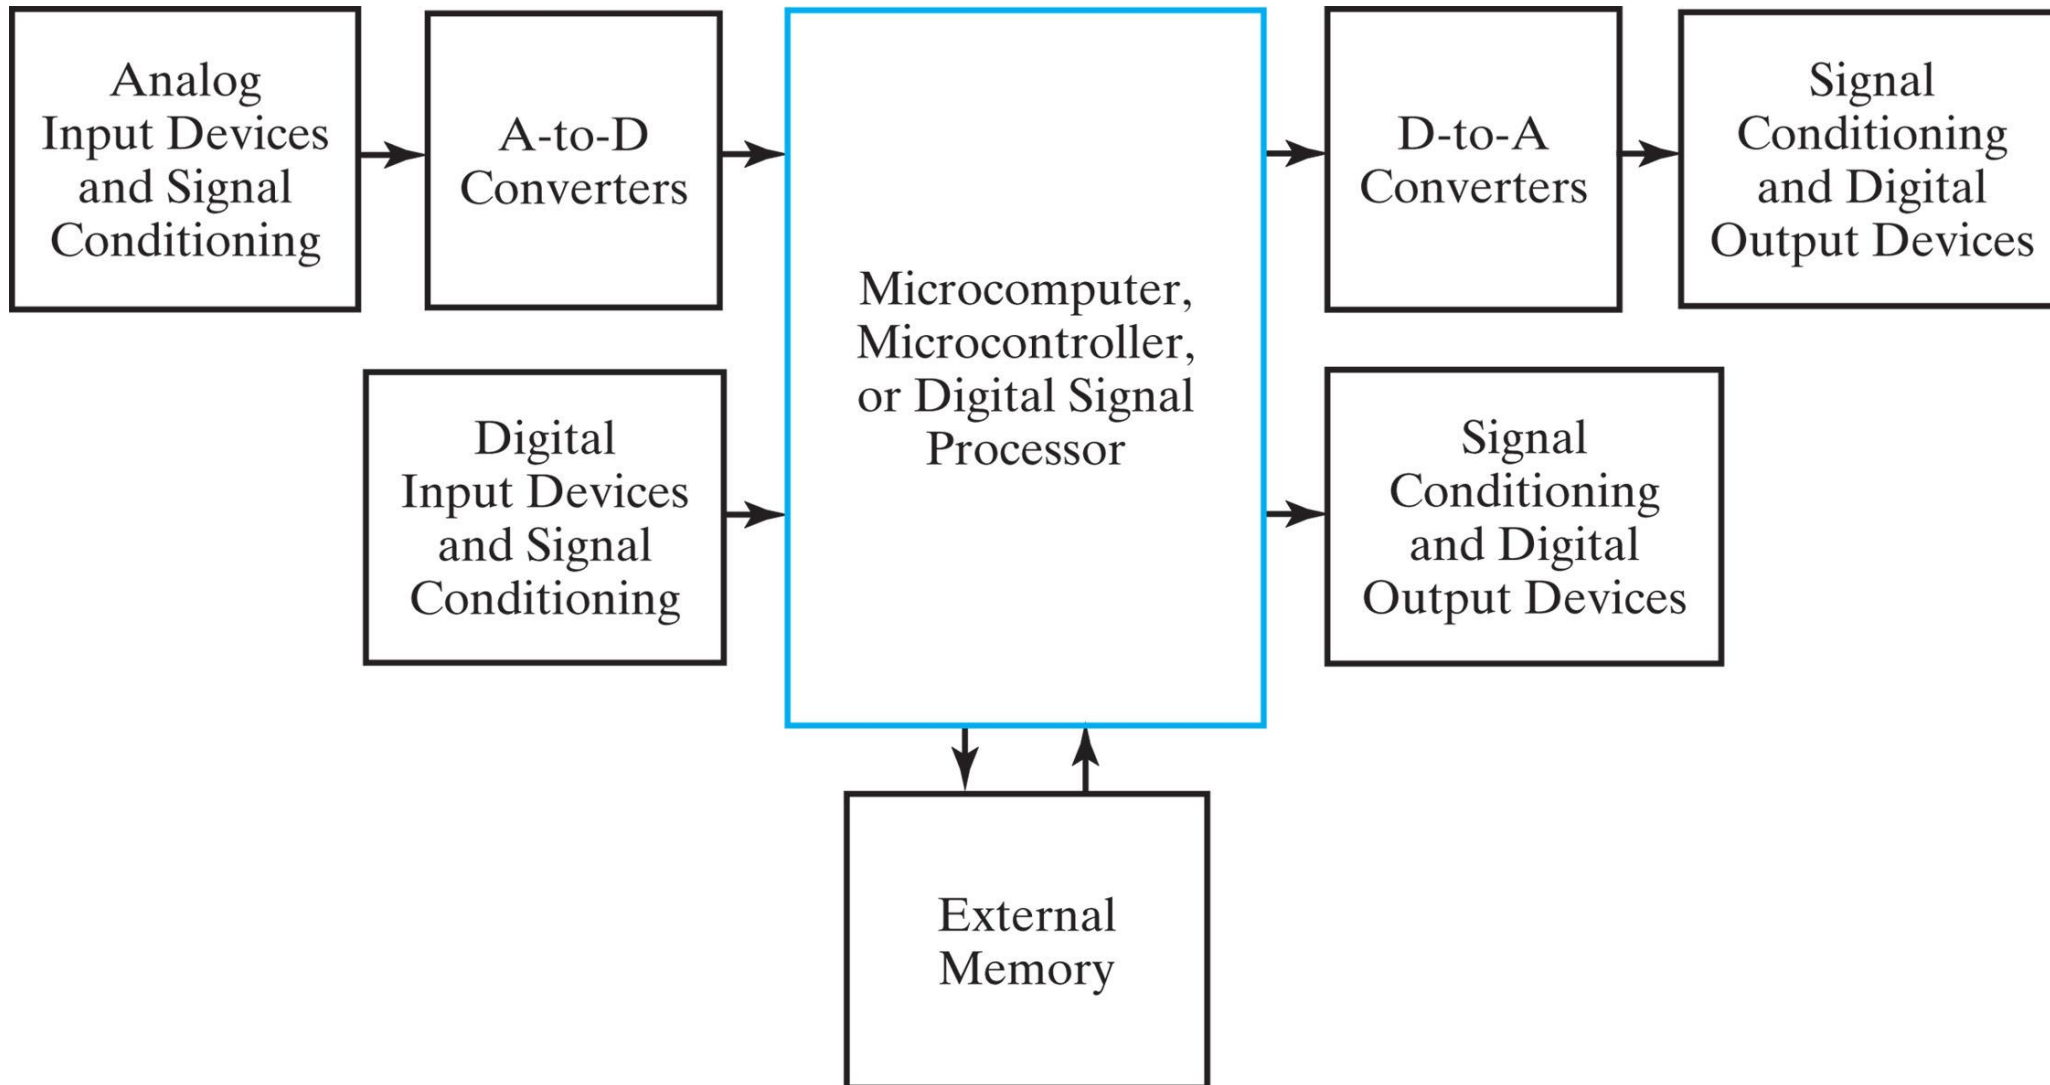 Analog
Input Devices
and Signal
Conditioning
A-to-D
Converters
Microcomputer,
Microcontroller,
or Digital Signal
Processor
D-to-A
Converters
Signal
Conditioning
and Digital
Output Devices
Digital
Input Devices
and Signal
Conditioning
Signal
Conditioning
and Digital
Output Devices
External
Memory